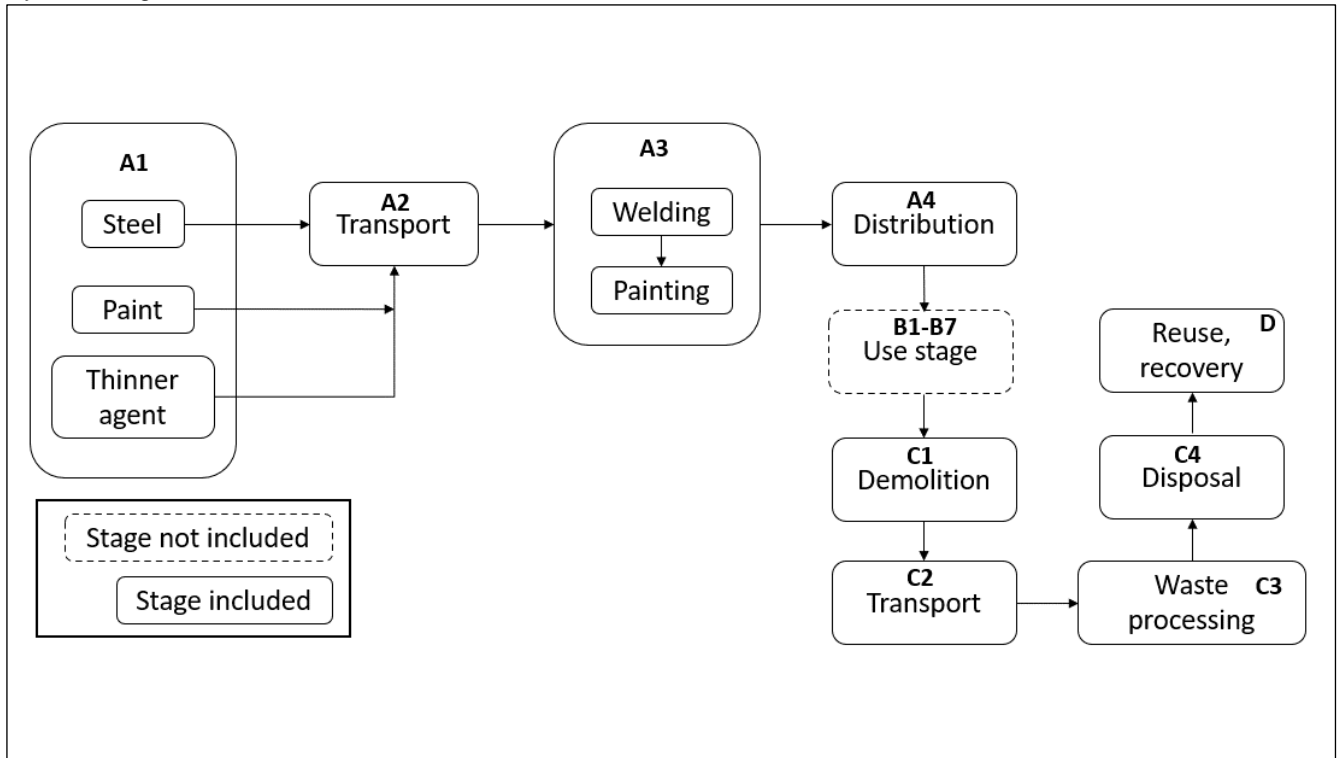 A1
Steel
Paint
Thinner
agent
A2
Transport
A3
Welding
Painting
A4
Distribution
B1-B7
Use stage
C1
Demolition
C2
Transport
Waste C3
processing
C4
Disposal
Reuse, D
recovery
Stage not included
Stage included